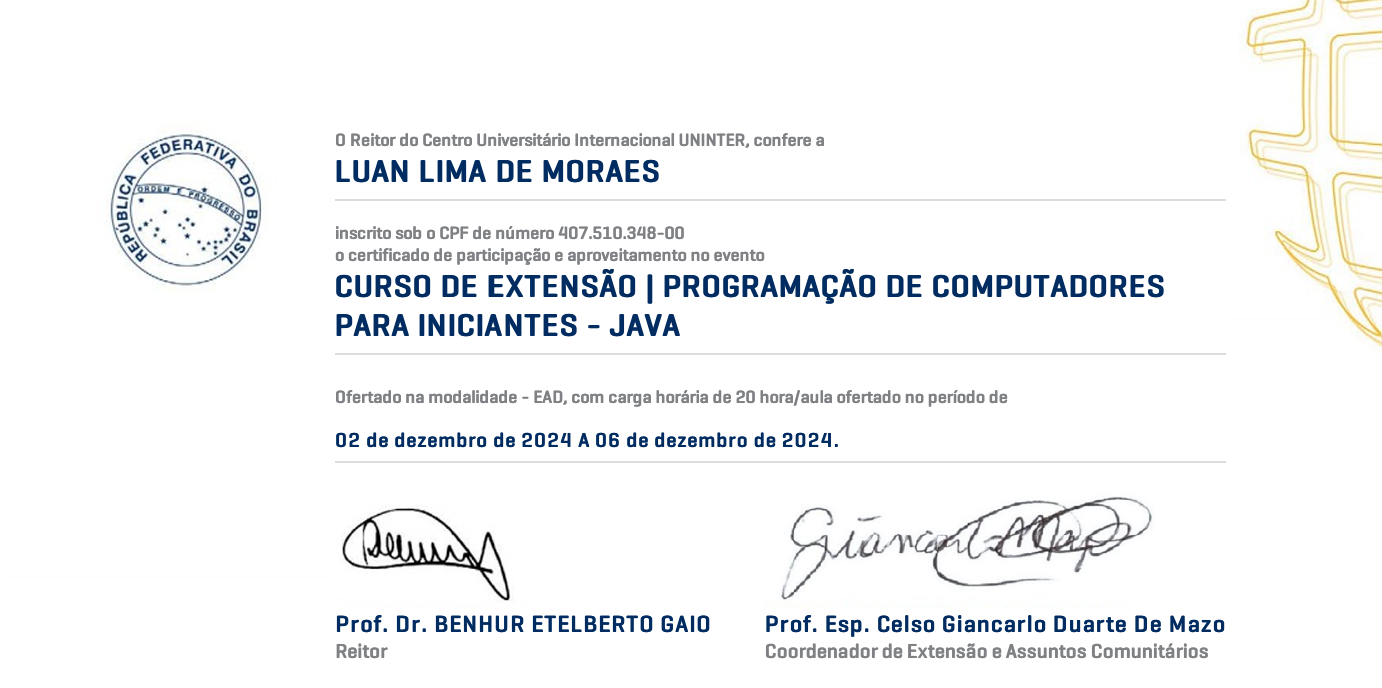 REPÚBLICA FEDERATIVA DO BRASIL
ORDEM E PROGRESSO
O Reitor do Centro Universitário Internacional UNINTER, confere a
LUAN LIMA DE MORAES
inscrito sob o CPF de número 407.510.348-00
o certificado de participação e aproveitamento no evento
CURSO DE EXTENSÃO | PROGRAMAÇÃO DE COMPUTADORES
PARA INICIANTES - JAVA
Ofertado na modalidade - EAD, com carga horária de 20 hora/aula ofertado no período de
02 de dezembro de 2024 A 06 de dezembro de 2024.
Prof. Dr. BENHUR ETELBERTO GAIO
Reitor
Prof. Esp. Celso Giancarlo Duarte De Mazo
Coordenador de Extensão e Assuntos Comunitários